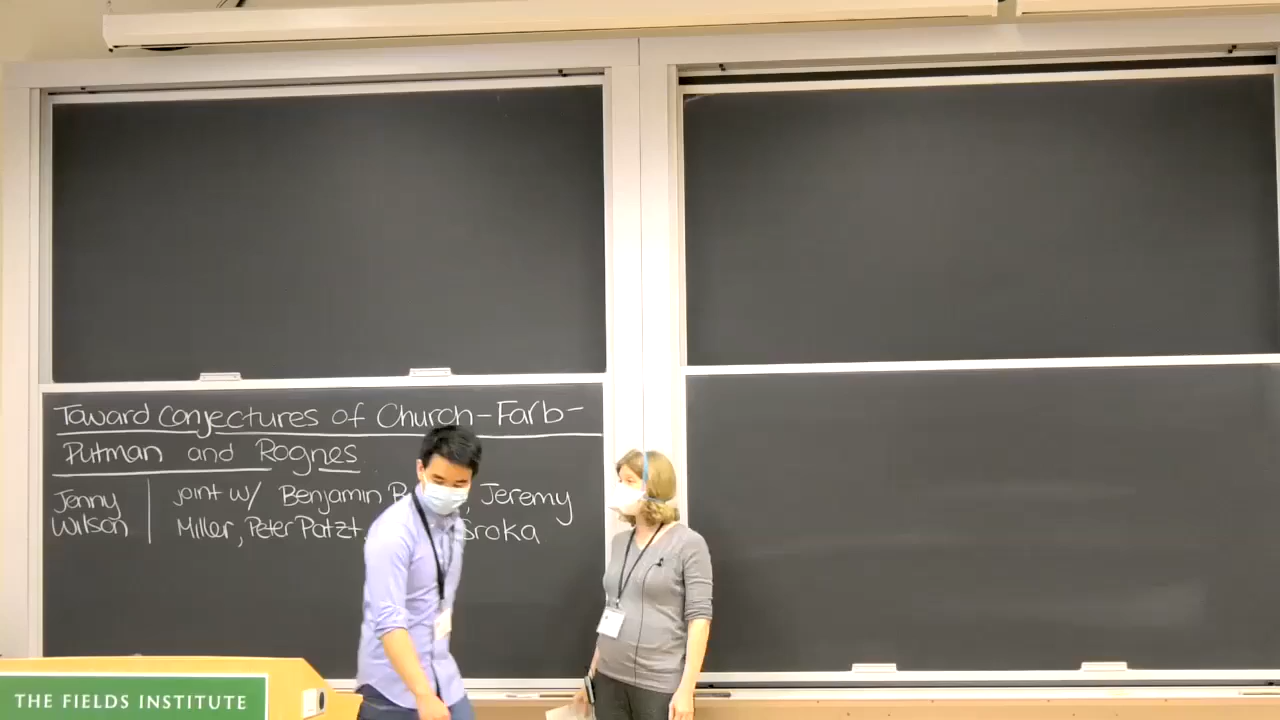 Toward Conjectures of Church-Farb-
Putman and Rognes
Jenny Wilson
joint w/ Benjamin Jeremy
Miller, Peter Patzt, Sroka
THE FIELDS INSTITUTE